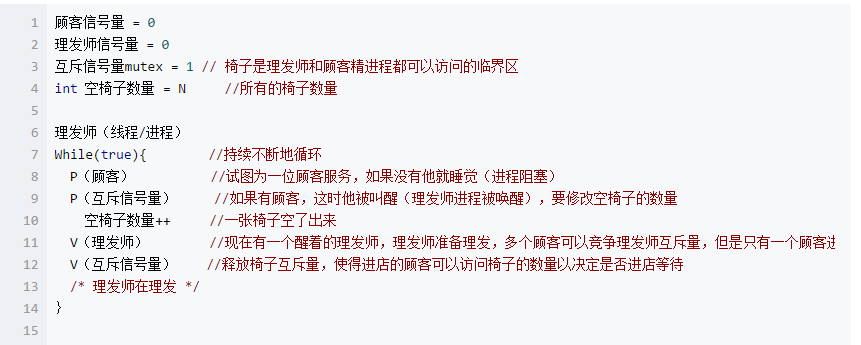 1 顾客信号量 = 0
2 理发师信号量 = 0
3 互斥信号量mutex = 1 // 椅子是理发师和顾客精进程都可以访问的临界区
4 int 空椅子数量 = N     //所有的椅子数量
5
6 理发师（线程/进程）
7 While(true){        //持续不断地循环
8   P（顾客）          //试图为一位顾客服务，如果没有他就睡觉（进程阻塞）
9   P（互斥信号量）     //如果有顾客，这时他被叫醒（理发师进程被唤醒），要修改空椅子的数量
10     空椅子数量++     //一张椅子空了出来
11   V（理发师）        //现在有一个醒着的理发师，理发师准备理发，多个顾客可以竞争理发师互斥量，但是只有一个顾客进
12   V（互斥信号量）    //释放椅子互斥量，使得进店的顾客可以访问椅子的数量以决定是否进店等待
13   /* 理发师在理发 */
14 }
15